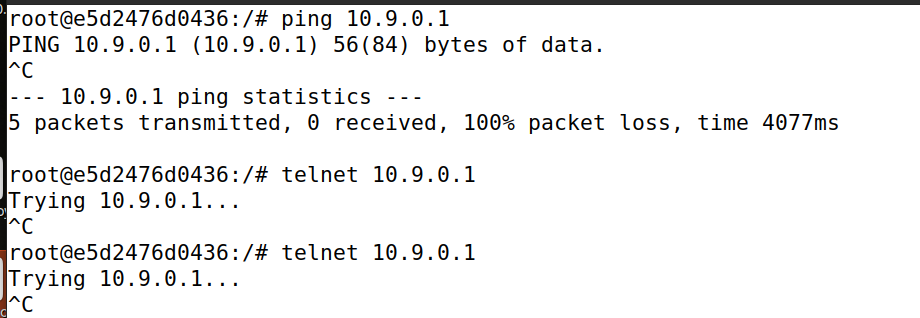 root@e5d2476d0436:/# ping 10.9.0.1
PING 10.9.0.1 (10.9.0.1) 56(84) bytes of data.
^C
--- 10.9.0.1 ping statistics ---
5 packets transmitted, 0 received, 100% packet loss, time 4077ms

root@e5d2476d0436:/# telnet 10.9.0.1
Trying 10.9.0.1...
^C
root@e5d2476d0436:/# telnet 10.9.0.1
Trying 10.9.0.1...
^C